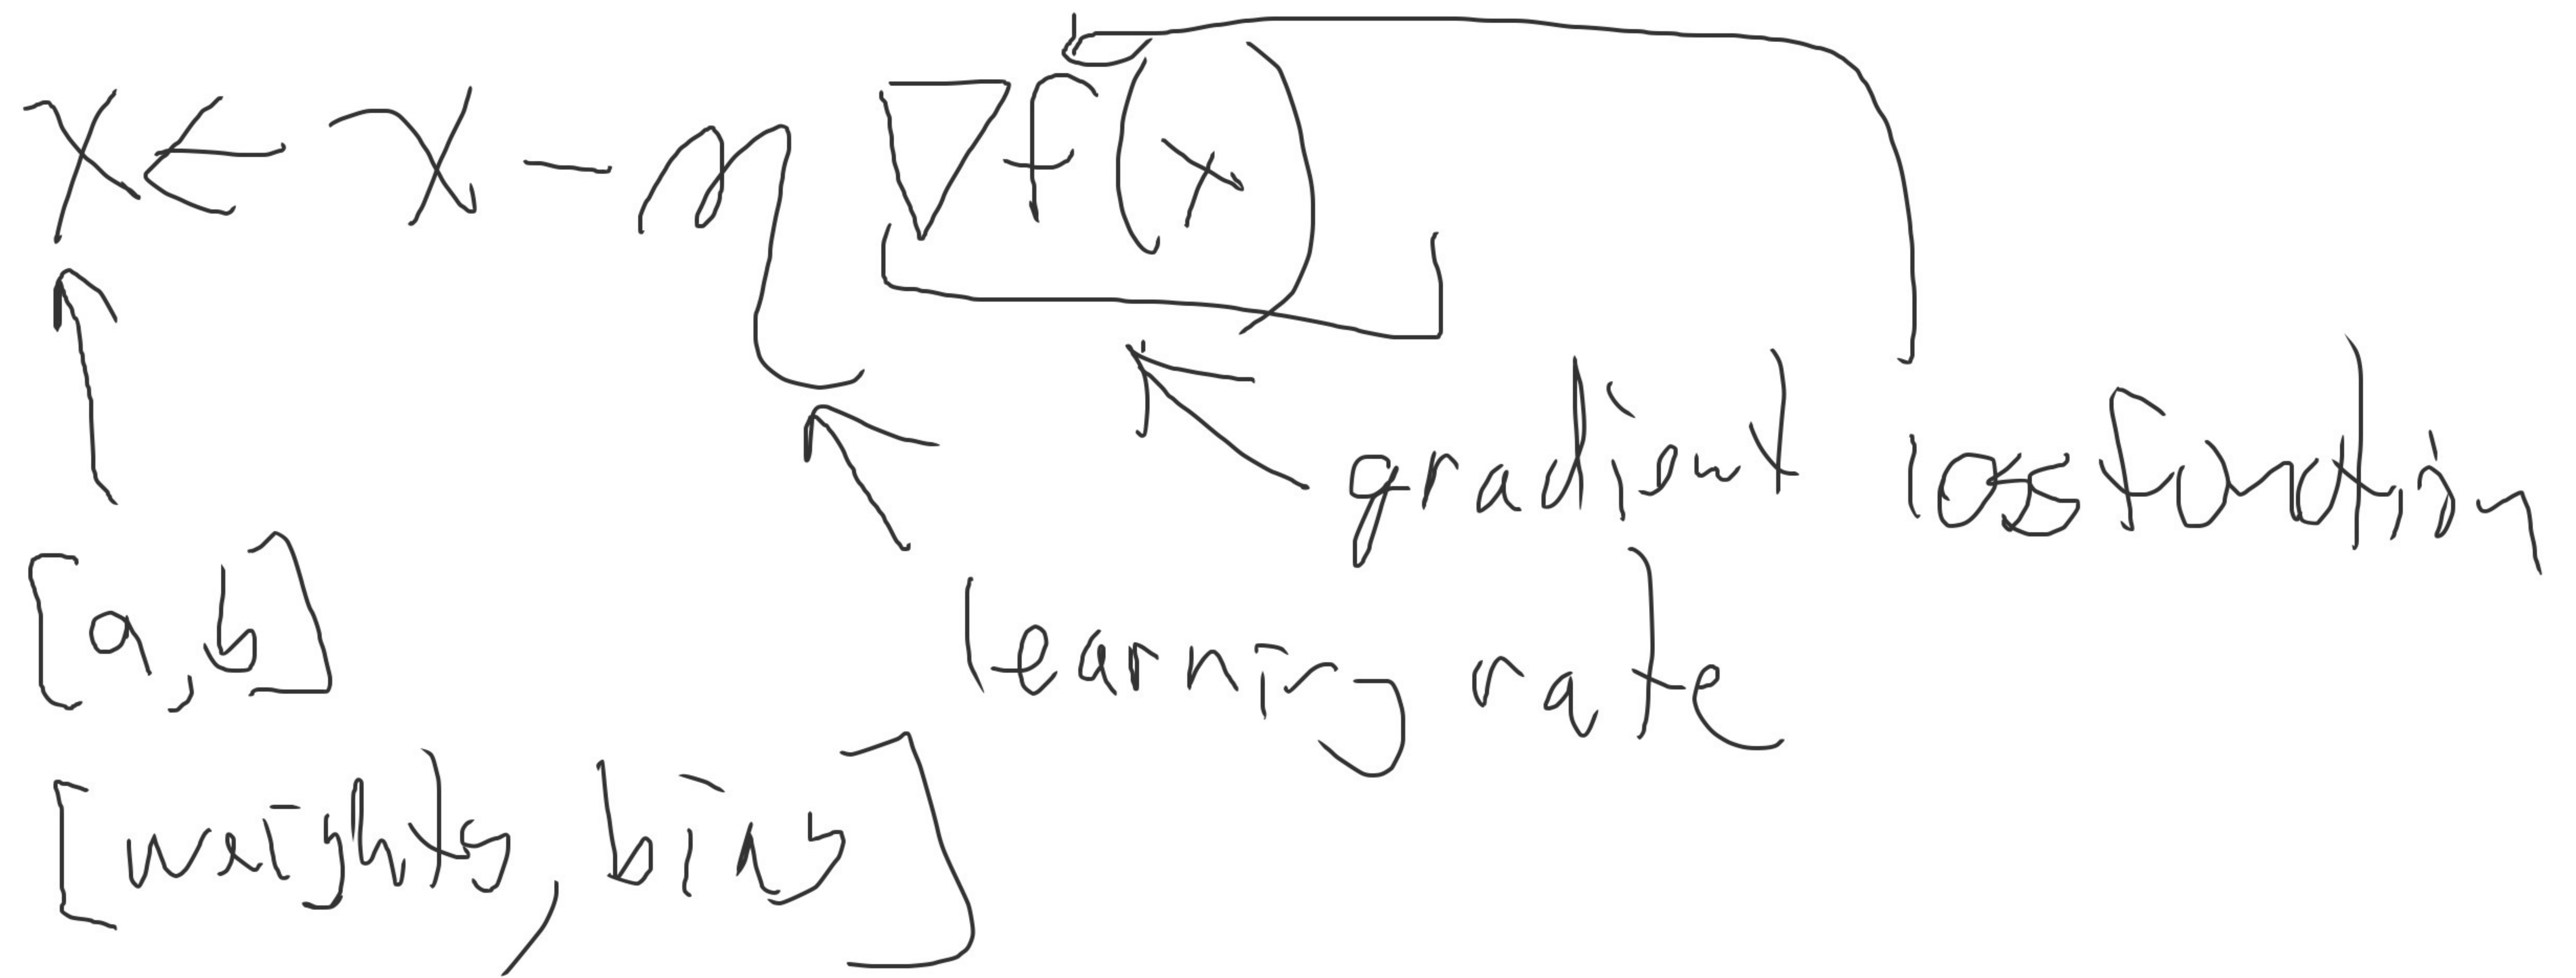 x ← x - η ∇f(x)
gradient loss function
[a, b]
learning rate
[weights, bias]